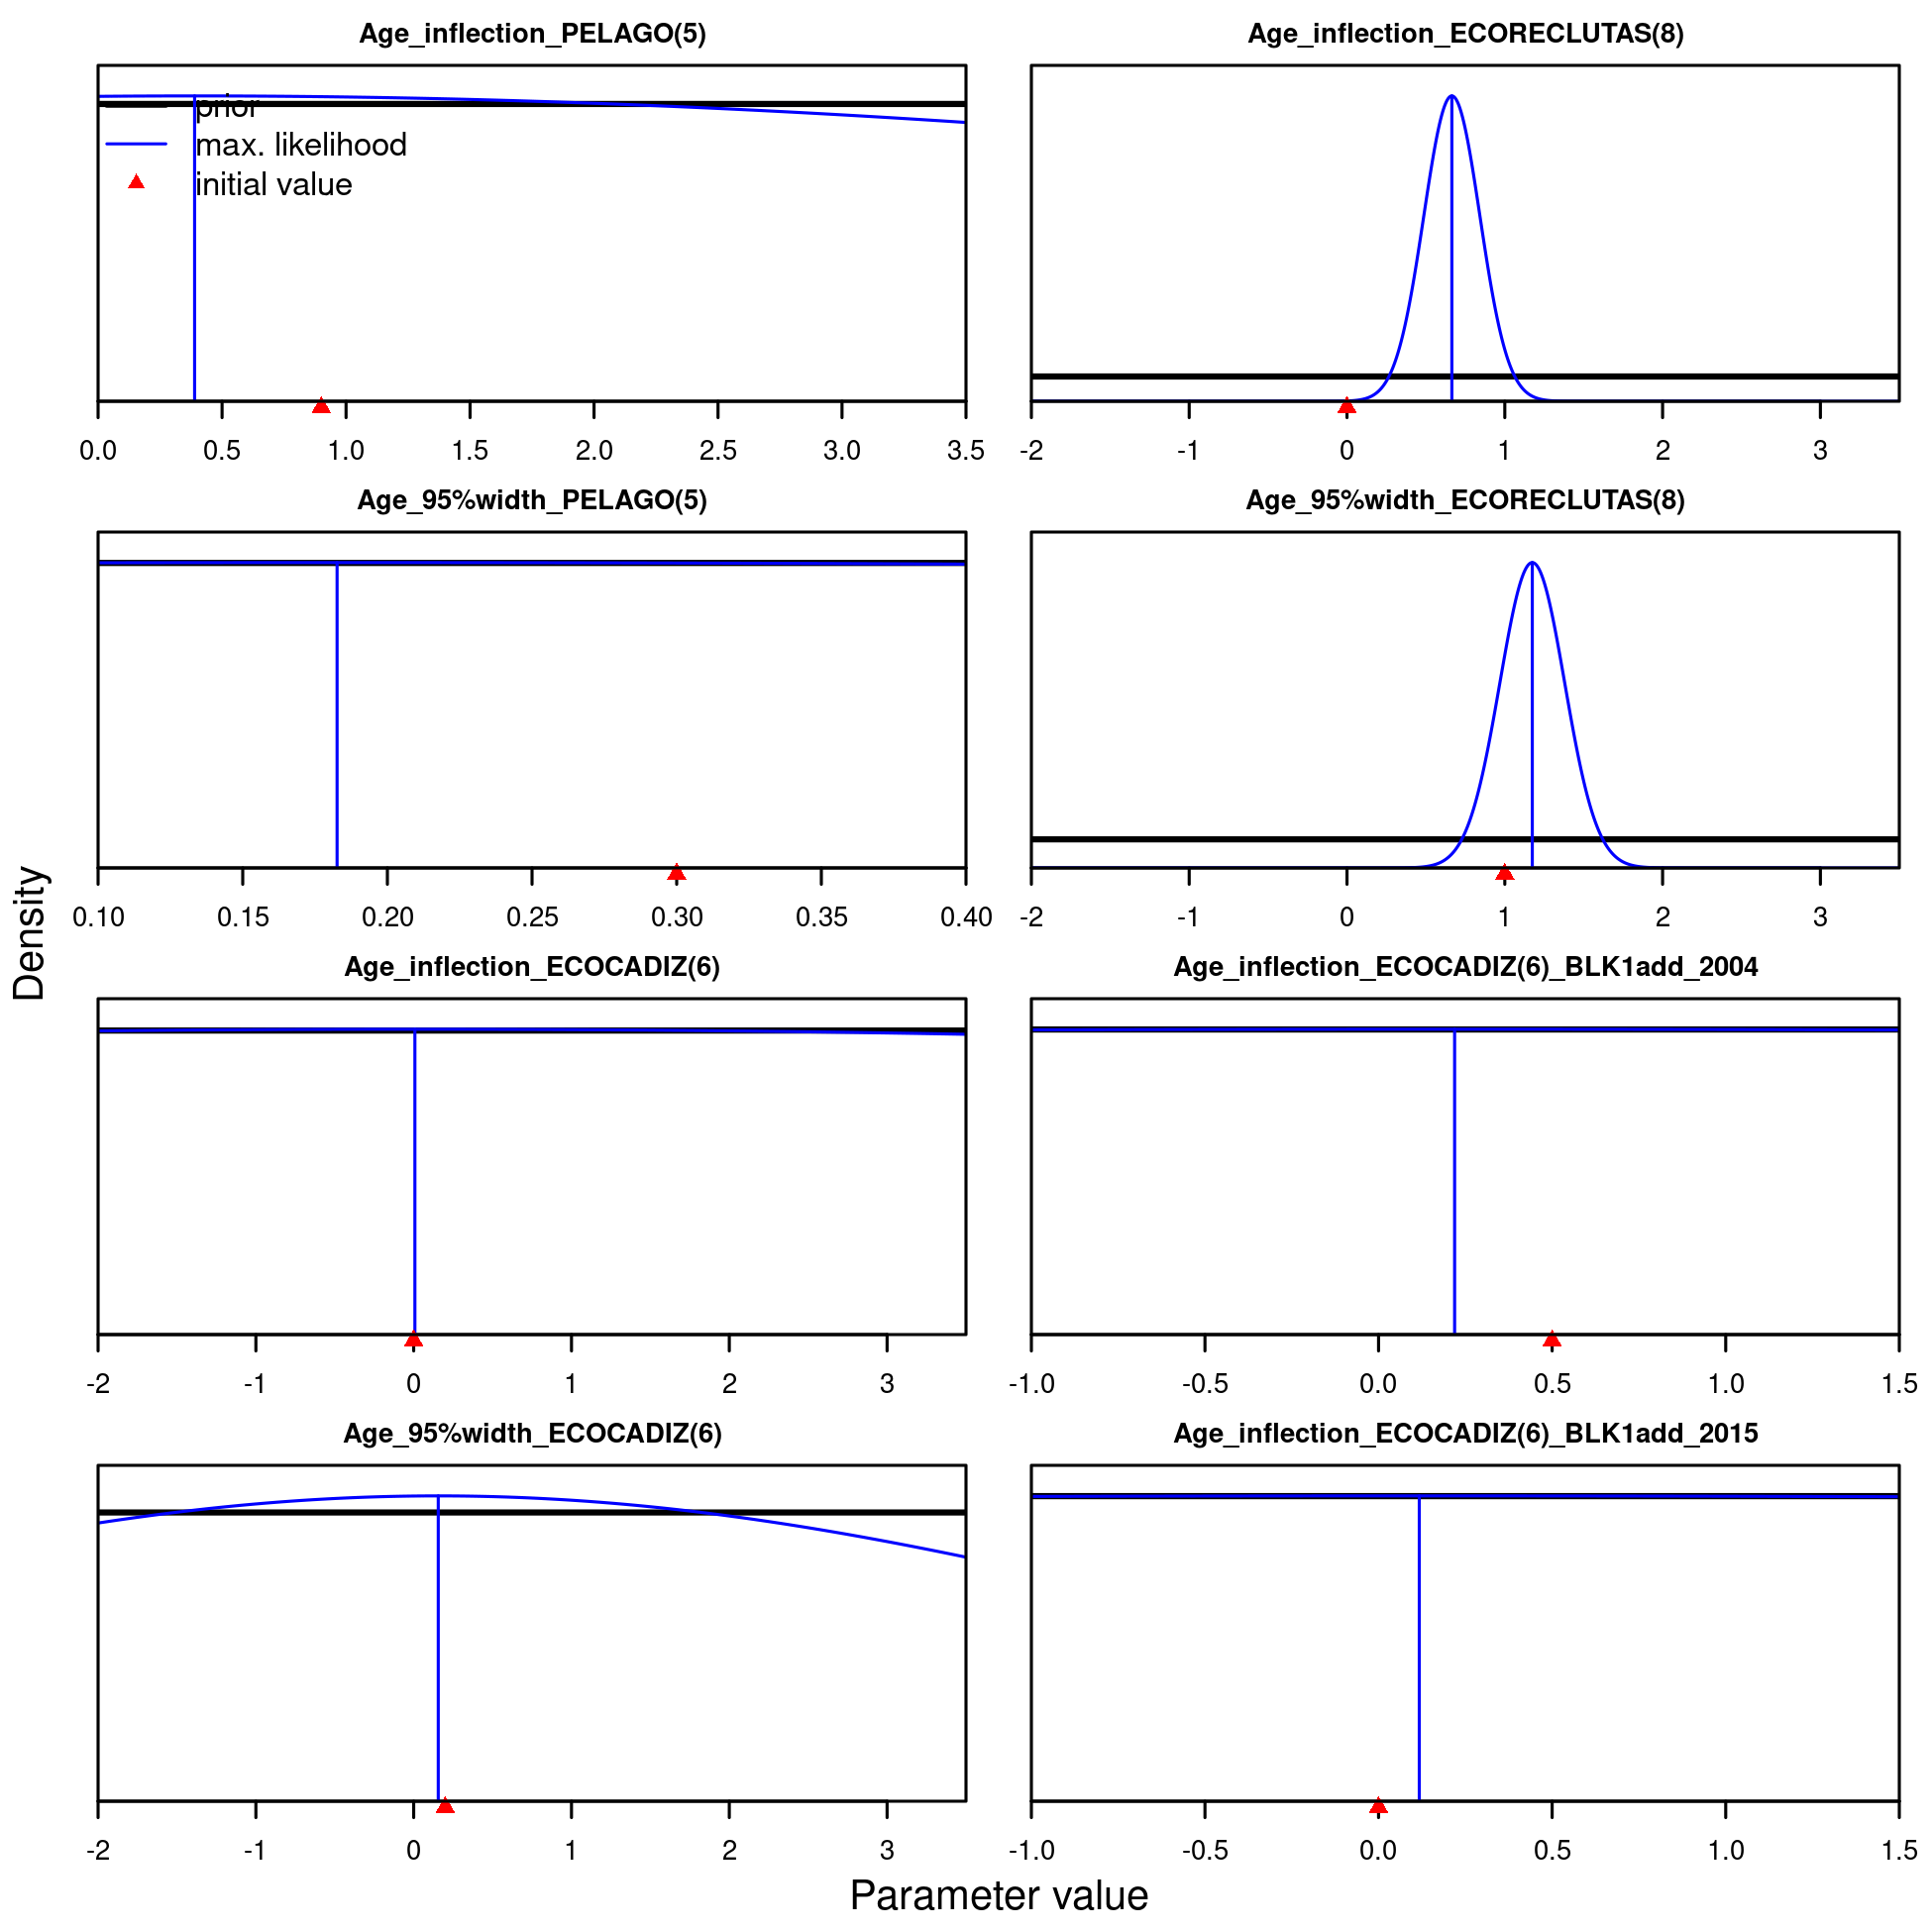 Age_inflection_PELAGO(5)
prior
max. likelihood
initial value
0.0 0.5 1.0 1.5 2.0 2.5 3.0 3.5
Age_inflection_ECORECLUTAS(8)
-2 -1 0 1 2 3
Age_95%width_PELAGO(5)
0.10 0.15 0.20 0.25 0.30 0.35 0.40
Age_95%width_ECORECLUTAS(8)
-2 -1 0 1 2 3
Age_inflection_ECOCADIZ(6)
-2 -1 0 1 2 3
Age_inflection_ECOCADIZ(6)_BLK1add_2004
-1.0 -0.5 0.0 0.5 1.0 1.5
Age_95%width_ECOCADIZ(6)
-2 -1 0 1 2 3
Age_inflection_ECOCADIZ(6)_BLK1add_2015
-1.0 -0.5 0.0 0.5 1.0 1.5
Density
Parameter value